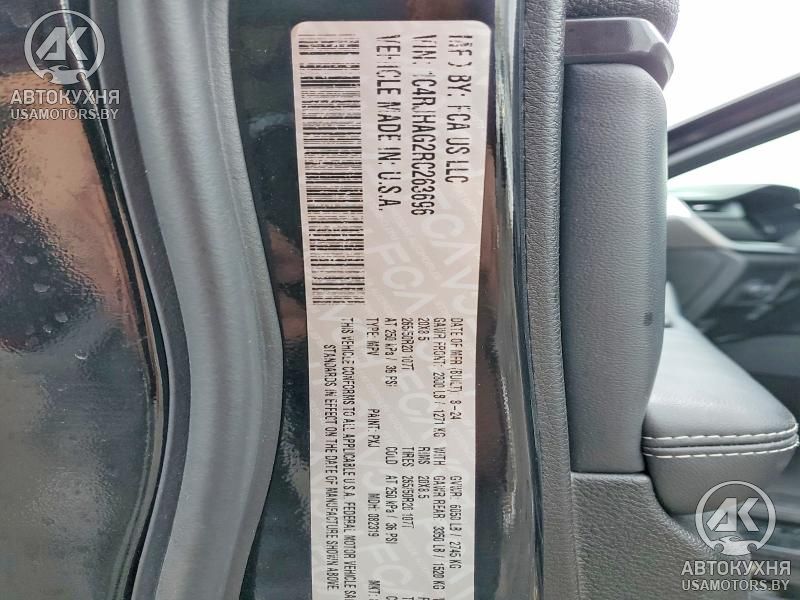 AK
АВТОКУХНЯ
USAMOTORS.BY
MFD BY: FCA US LLC
VIN: 1C4RJHAG2RC263696
VEHICLE MADE IN: U.S.A.
DATE OF MFR (BUILT): 8-24 GVWR: 6050 LB / 2745 KG
GAWR FRONT: 2800 LB / 1271 KG WITH GAWR REAR: 3350 LB / 1520 KG
20X8.5 RIMS 20X8.5
265/50R20 107T TIRES 265/50R20 107T
AT 250 kPa / 36 PSI COLD AT 250 kPa / 36 PSI
TYPE: MPV PAINT: PXJ MDH: 082319 MKT:
THIS VEHICLE CONFORMS TO ALL APPLICABLE U.S.A. FEDERAL MOTOR VEHICLE
EFFECT ON THE DATE OF MANUFACTURE SHOWN ABOVE
AK
АВТОКУХНЯ
USAMOTORS.BY